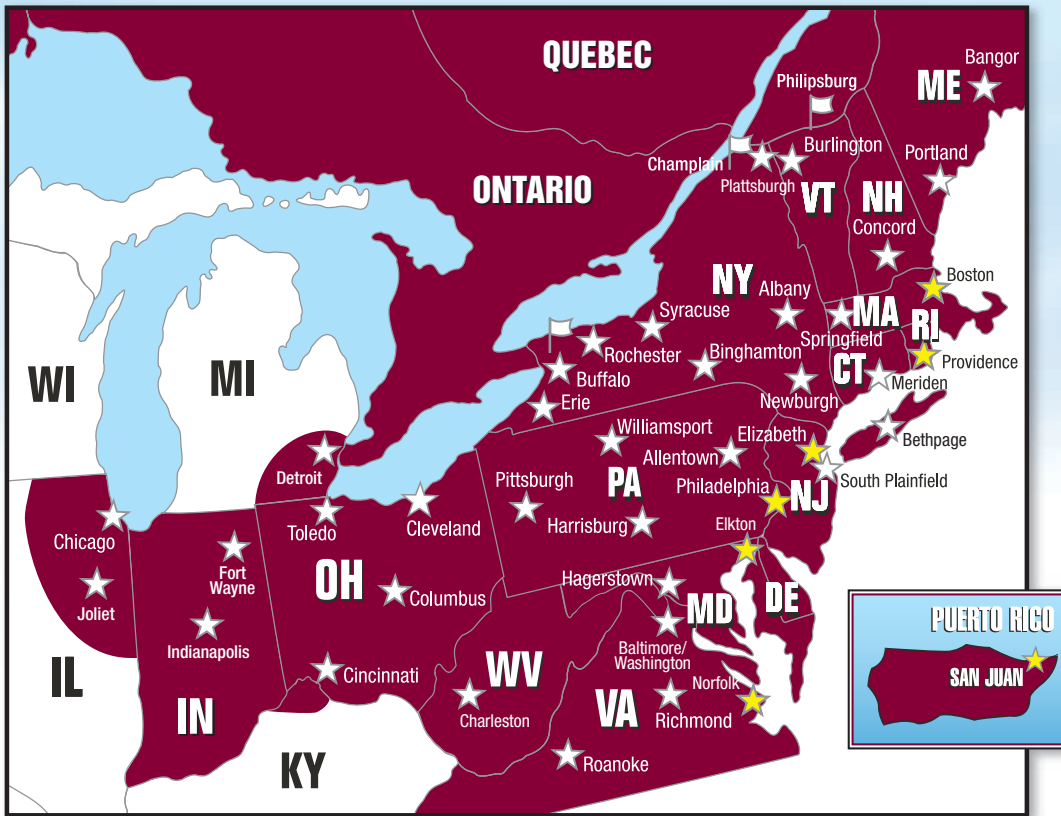 QUEBEC
Bangor
ME
Philipsburg
Champlain
Burlington
Portland
Plattsburgh
VT
NH
ONTARIO
Concord
NY
Albany
Boston
Syracuse
MA
Springfield
RI
Rochester
Binghamton
Providence
WI
MI
Buffalo
CT
Meriden
Erie
Newburgh
Williamsport
Elizabeth
Bethpage
Detroit
Allentown
Pittsburgh
PA
Philadelphia
NJ
South Plainfield
Chicago
Toledo
Cleveland
Harrisburg
Elkton
Fort
Wayne
OH
Hagerstown
DE
Joliet
Columbus
MD
Indianapolis
Baltimore/
Washington
PUERTO RICO
IL
Cincinnati
WV
Norfolk
SAN JUAN
IN
Charleston
VA
Richmond
KY
Roanoke